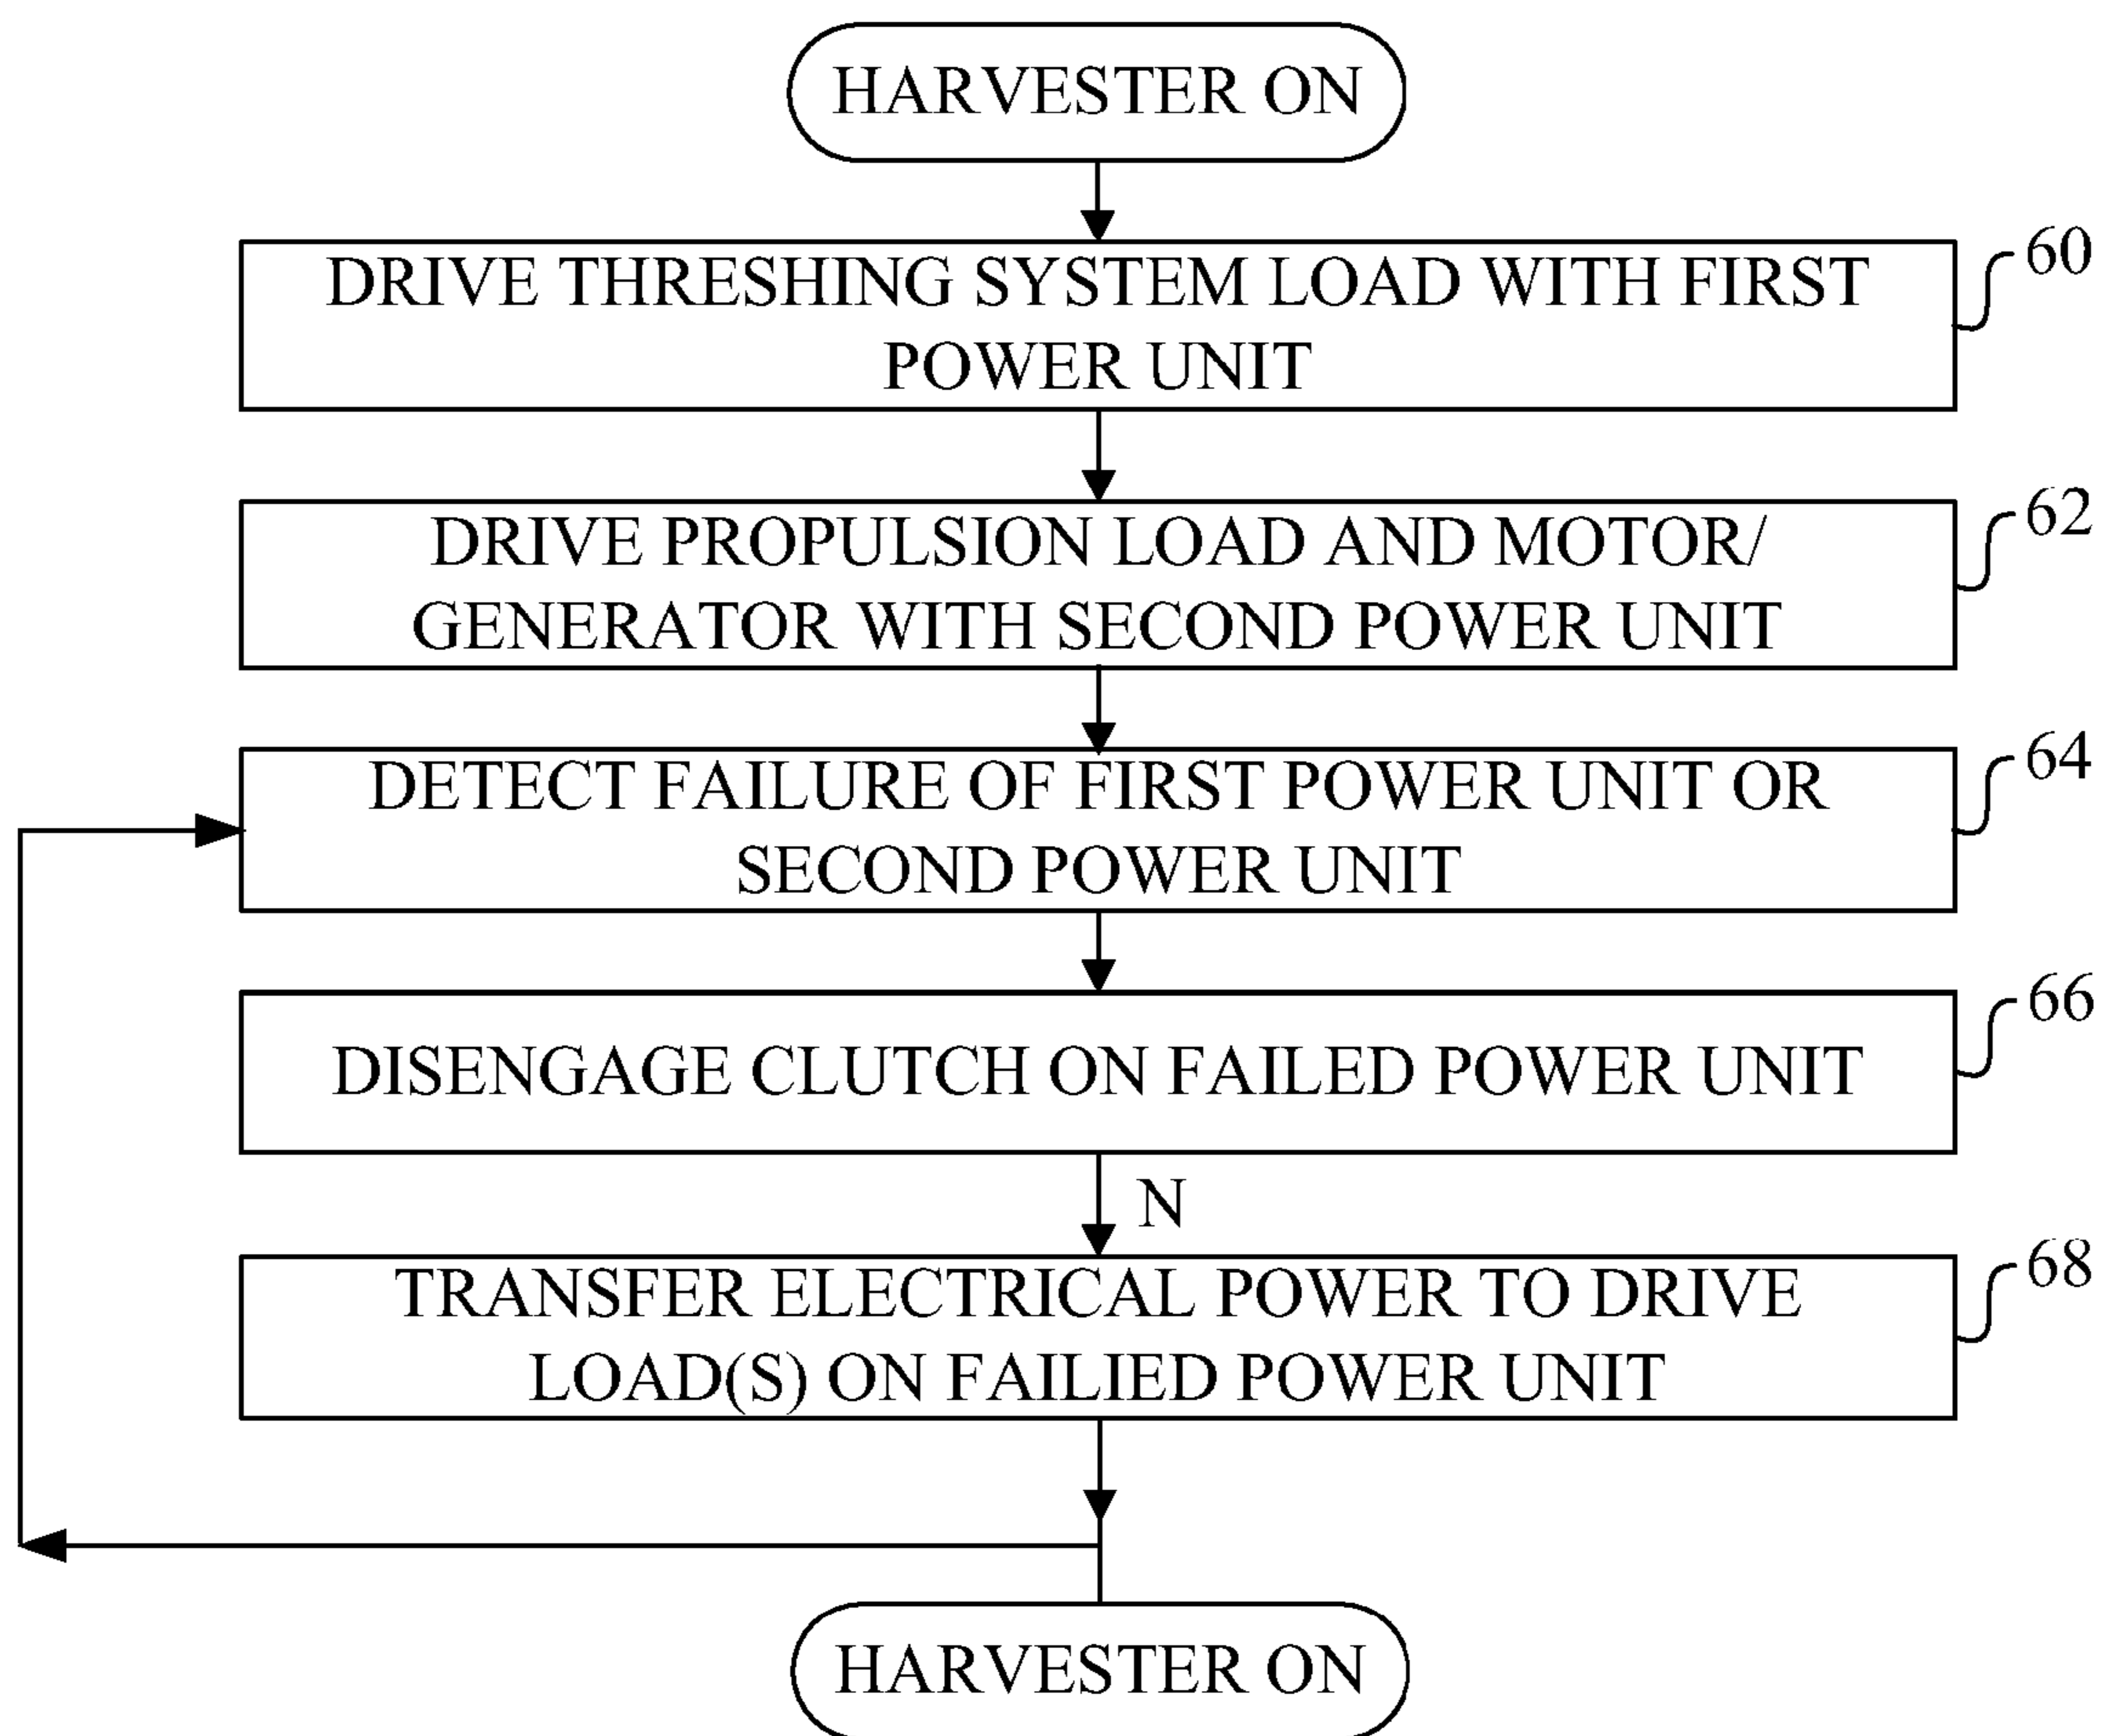 HARVESTER ON
DRIVE THRESHING SYSTEM LOAD WITH FIRST
POWER UNIT
60
DRIVE PROPULSION LOAD AND MOTOR/
GENERATOR WITH SECOND POWER UNIT
62
DETECT FAILURE OF FIRST POWER UNIT OR
SECOND POWER UNIT
64
DISENGAGE CLUTCH ON FAILED POWER UNIT
66
N
TRANSFER ELECTRICAL POWER TO DRIVE
LOAD(S) ON FAILIED POWER UNIT
68
HARVESTER ON